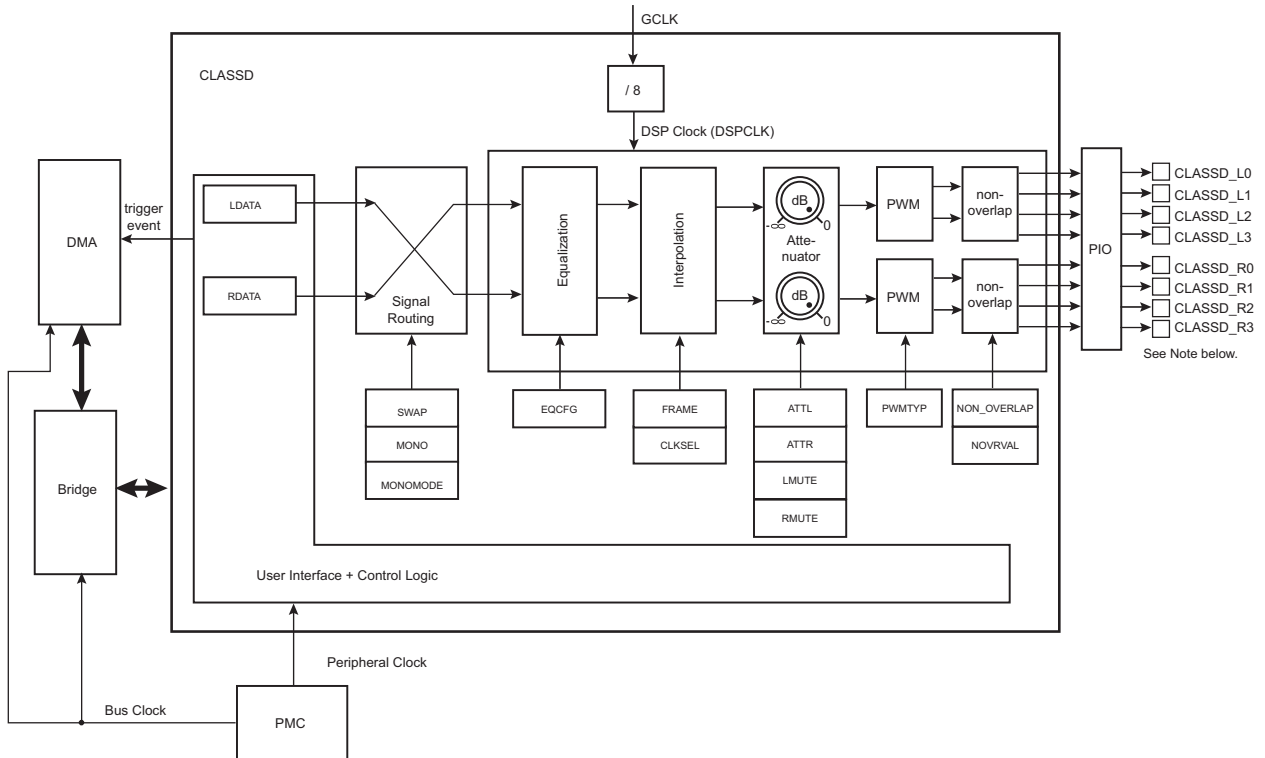 GCLK
CLASSD
/ 8
DSP Clock (DSPCLK)
DMA
trigger
event
LDATA
RDATA
Signal
Routing
Equalization
Interpolation
dB
-∞
0
Atte-
nuator
dB
-∞
0
PWM
non-
overlap
PWM
non-
overlap
PIO
CLASSD_L0
CLASSD_L1
CLASSD_L2
CLASSD_L3
CLASSD_R0
CLASSD_R1
CLASSD_R2
CLASSD_R3
See Note below.
SWAP
MONO
MONOMODE
EQCFG
FRAME
CLKSEL
ATTL
ATTR
LMUTE
RMUTE
PWMTYP
NON_OVERLAP
NOVRVAL
Bridge
User Interface + Control Logic
Peripheral Clock
Bus Clock
PMC